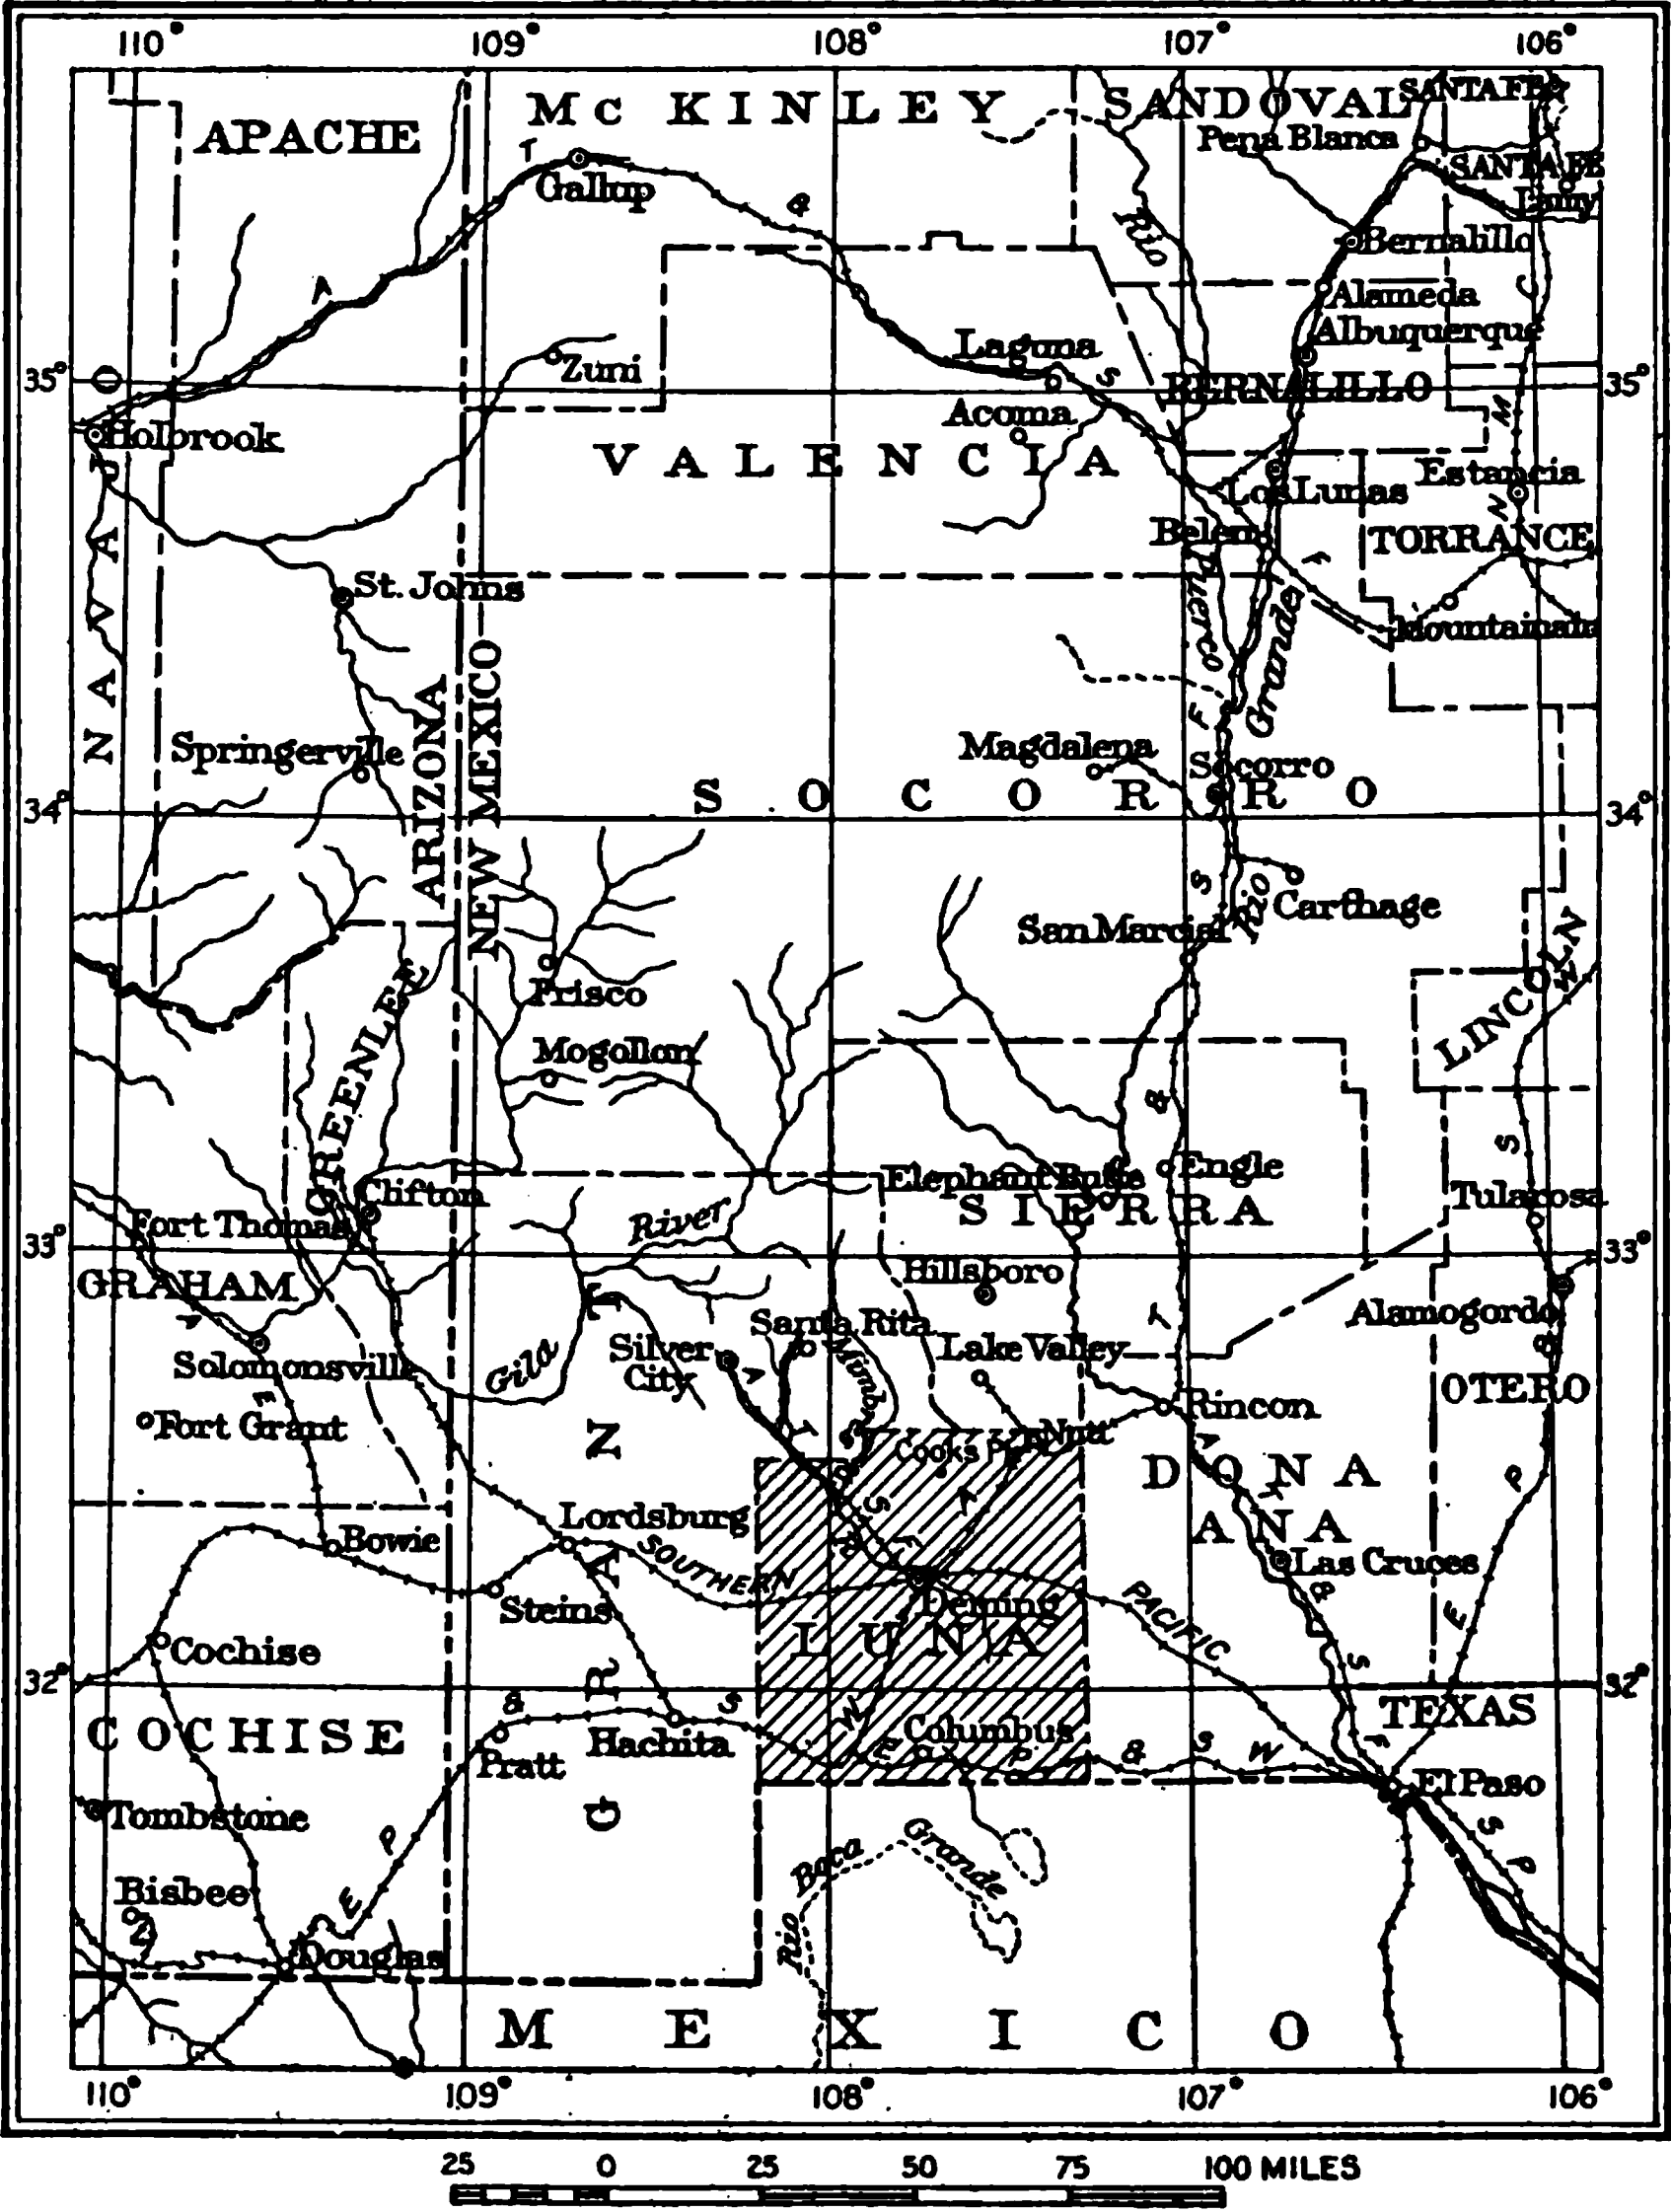 110° 109° 108° 107° 106°
Mc KINLEY
SANDOVAL
SANTA FE
APACHE
Pena Blanca
T
Gallup
SANTA FE
Lamy
&
Rio
Bernalillo
A
Alameda
C
Albuquerque
Laguna
Zuni
S
35° 35°
BERNALILLO
Acoma
M
Holbrook
VALENCIA
Estancia
Los Lunas
N
Belen
TORRANCE
F
NAVAJO
St. Johns
Puerco
Grande
Mountainair
ARIZONA
NEW MEXICO
F
Springerville
Magdalena
Socorro
34° SOCORRO 34°
S
Rio
Carthage
San Marcial
LINCOLN
GREENLEE
Frisco
Mogollon
&
S
Elephant Butte
Engle
Clifton
SIERRA
Tularosa
Fort Thomas
River
33° 33°
GRAHAM
Hillsboro
A
T
Alamogordo
Santa Rita
Silver City
Lake Valley
Solomonsville
Gila
A
Mimbres
OTERO
E
Rincon
Fort Grant
T
Nutt
Cooks Pk
A
DONA ANA
P
Lordsburg
S
A
Bowie
SOUTHERN
F
Las Cruces
Steins
Deming
PACIFIC
&
E
LUNA
Cochise
S
32° 32°
GRANT
TEXAS
& S
COCHISE
W
Columbus
Hachita
E P & S W
F
Pratt
El Paso
Tombstone
P
S
Boca Grande
P
Bisbee
E
Rio
Douglas
MEXICO
110° 109° 108° 107° 106°
25 0 25 50 75 100 MILES